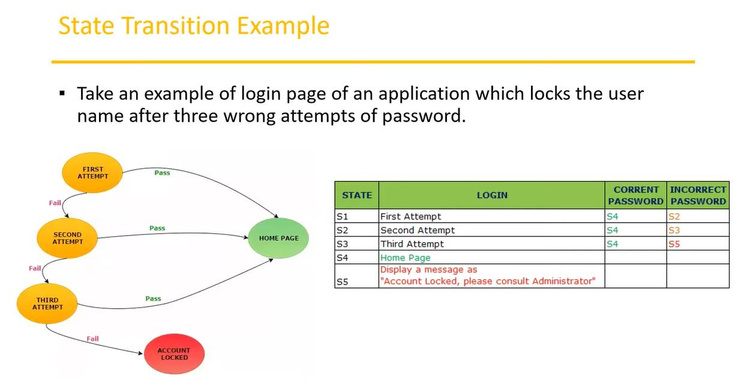 State Transition Example
▪ Take an example of login page of an application which locks the user
name after three wrong attempts of password.
FIRST
ATTEMPT
Pass
Fail
SECOND
ATTEMPT
Pass
HOME PAGE
Fail
THIRD
ATTEMPT
Pass
Fail
ACCOUNT
LOCKED
STATE LOGIN CORRENT PASSWORD INCORRECT PASSWORD
S1 First Attempt S4 S2
S2 Second Attempt S4 S3
S3 Third Attempt S4 S5
S4 Home Page
Display a message as
S5 "Account Locked, please consult Administrator"